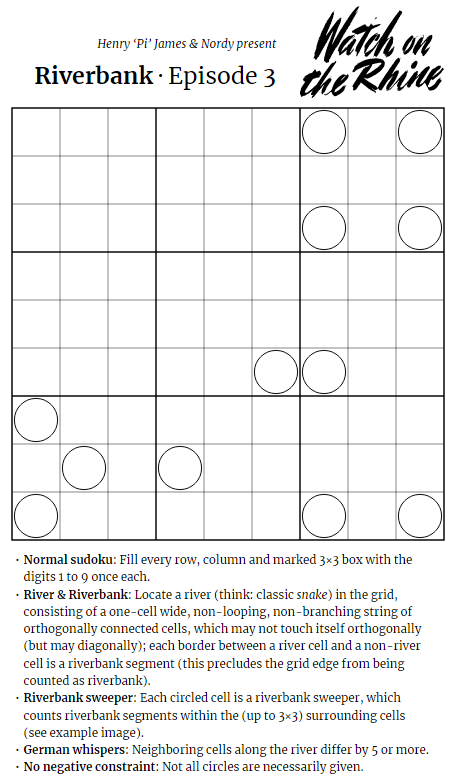 Henry ‘Pi’ James & Nordy present
Riverbank · Episode 3
Watch on
the Rhine
· Normal sudoku: Fill every row, column and marked 3×3 box with the
digits 1 to 9 once each.
· River & Riverbank: Locate a river (think: classic snake) in the grid,
consisting of a one-cell wide, non-looping, non-branching string of
orthogonally connected cells, which may not touch itself orthogonally
(but may diagonally); each border between a river cell and a non-river
cell is a riverbank segment (this precludes the grid edge from being
counted as riverbank).
· Riverbank sweeper: Each circled cell is a riverbank sweeper, which
counts riverbank segments within the (up to 3×3) surrounding cells
(see example image).
· German whispers: Neighboring cells along the river differ by 5 or more.
· No negative constraint: Not all circles are necessarily given.